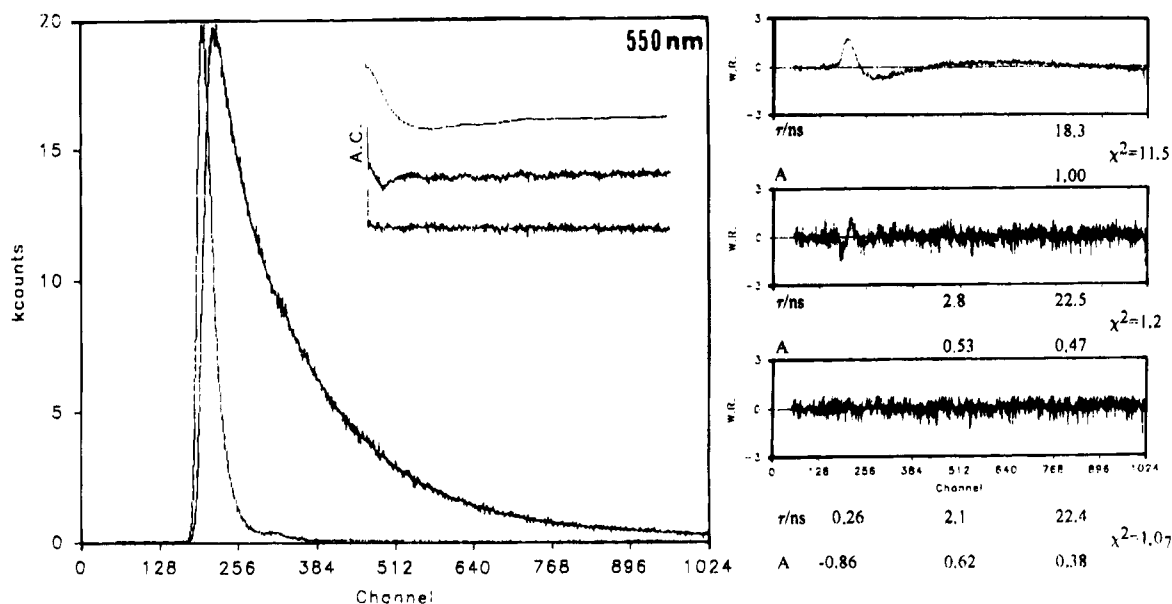 550nm
20
15
10
5
0
kcounts
A.C.
0 128 256 384 512 640 768 896 1024
Channel
3
0
-3
W.R.
τ/ns 18,3
χ²=11.5
A 1,00
3
0
-3
W.R.
τ/ns 2.8 22.5
χ²=1,2
A 0.53 0,47
3
0
-3
W.R.
0 128 256 384 512 640 768 896 1024
Channel
τ/ns 0.26 2.1 22.4
χ²=1,07
A -0.86 0.62 0,38